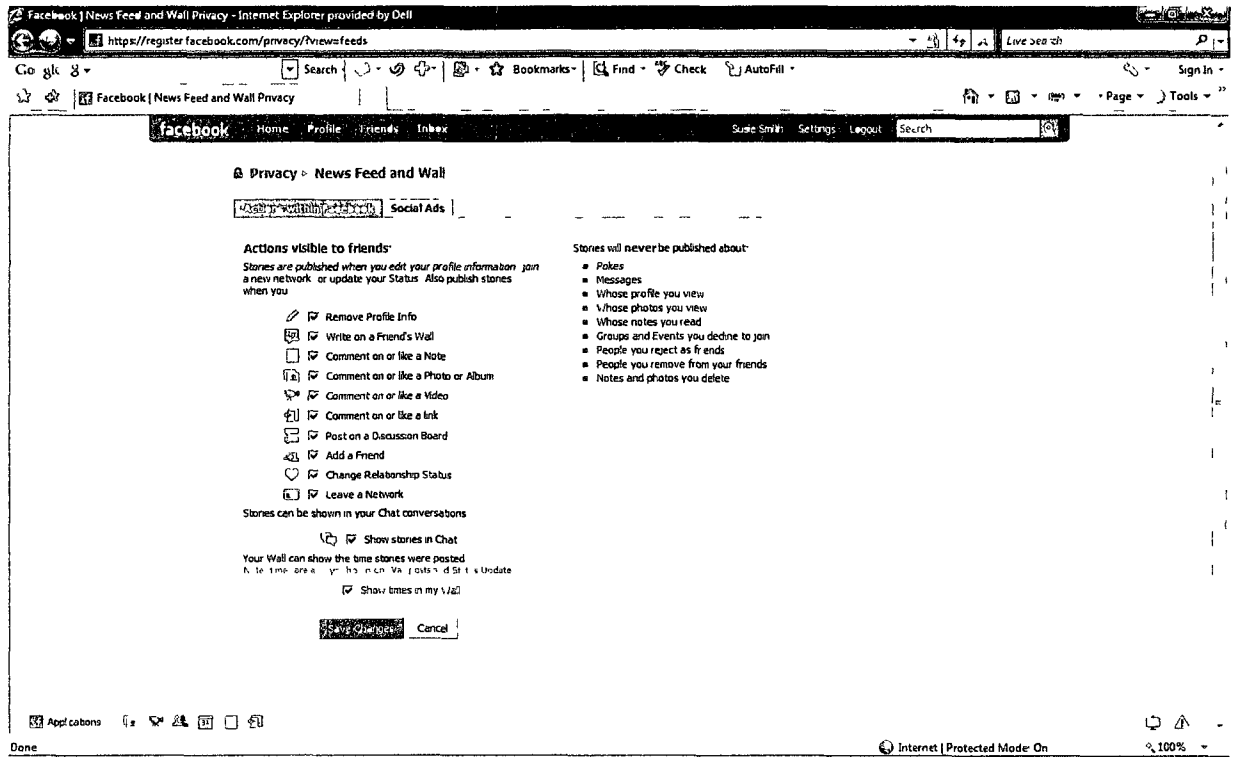 Facebook | News Feed and Wall Privacy - Internet Explorer provided by Dell
https://register facebook.com/privacy/?view=feeds
Live Search
Search Bookmarks Find Check AutoFill Sign In
Facebook | News Feed and Wall Privacy
Page Tools
facebook Home Profile Friends Inbox Susie Smith Settings Logout Search
Privacy ▹ News Feed and Wall
Social Ads
Actions visible to friends
Stories are published when you edit your profile information join
a new network or update your Status Also publish stories
when you
Remove Profile Info
Write on a Friend's Wall
Comment on or like a Note
Comment on or like a Photo or Album
Comment on or like a Video
Comment on or like a link
Post on a Discussion Board
Add a Friend
Change Relationship Status
Leave a Network
Stories can be shown in your Chat conversations
Show stories in Chat
Your Wall can show the time stories were posted
Update
Show times in my Wall
Save Changes Cancel
Stories will never be published about
Pokes
Messages
Whose profile you view
Whose photos you view
Whose notes you read
Groups and Events you decline to join
People you reject as friends
People you remove from your friends
Notes and photos you delete
Applications
31
Done
Internet | Protected Mode On
100%